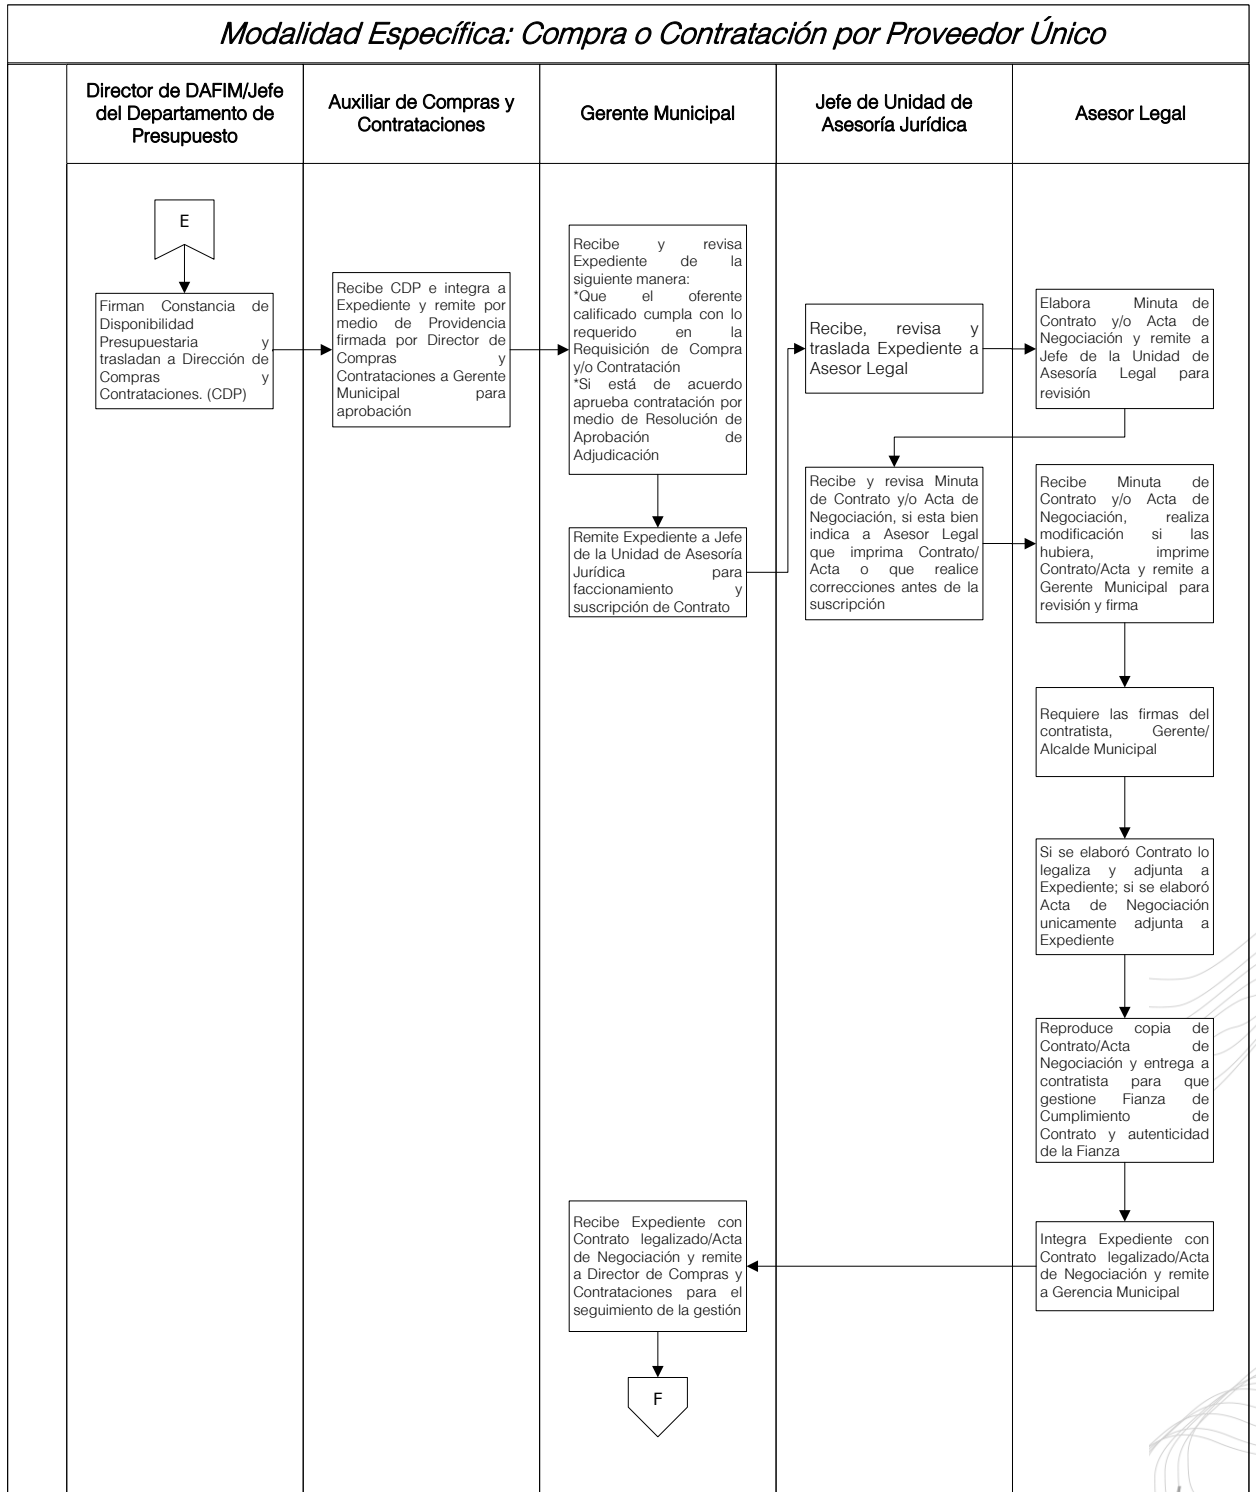 Modalidad Específica: Compra o Contratación por Proveedor Único
Director de DAFIM/Jefe
del Departamento de
Presupuesto
Auxiliar de Compras y
Contrataciones
Gerente Municipal
Jefe de Unidad de
Asesoría Jurídica
Asesor Legal
E
Firman Constancia de
Disponibilidad
Presupuestaria y
trasladan a Dirección de
Compras y
Contrataciones. (CDP)
Recibe CDP e integra a
Expediente y remite por
medio de Providencia
firmada por Director de
Compras y
Contrataciones a Gerente
Municipal para
aprobación
Recibe y revisa
Expediente de la
siguiente manera:
*Que el oferente
calificado cumpla con lo
requerido en la
Requisición de Compra
y/o Contratación
*Si está de acuerdo
aprueba contratación por
medio de Resolución de
Aprobación de
Adjudicación
Remite Expediente a Jefe
de la Unidad de Asesoría
Jurídica para
faccionamiento y
suscripción de Contrato
Recibe, revisa y
traslada Expediente a
Asesor Legal
Elabora Minuta de
Contrato y/o Acta de
Negociación y remite a
Jefe de la Unidad de
Asesoría Legal para
revisión
Recibe y revisa Minuta
de Contrato y/o Acta de
Negociación, si esta bien
indica a Asesor Legal
que imprima Contrato/
Acta o que realice
correcciones antes de la
suscripción
Recibe Minuta de
Contrato y/o Acta de
Negociación, realiza
modificación si las
hubiera, imprime
Contrato/Acta y remite a
Gerente Municipal para
revisión y firma
Requiere las firmas del
contratista, Gerente/
Alcalde Municipal
Si se elaboró Contrato lo
legaliza y adjunta a
Expediente; si se elaboró
Acta de Negociación
unicamente adjunta a
Expediente
Reproduce copia de
Contrato/Acta de
Negociación y entrega a
contratista para que
gestione Fianza de
Cumplimiento de
Contrato y autenticidad
de la Fianza
Integra Expediente con
Contrato legalizado/Acta
de Negociación y remite
a Gerencia Municipal
Recibe Expediente con
Contrato legalizado/Acta
de Negociación y remite
a Director de Compras y
Contrataciones para el
seguimiento de la gestión
F